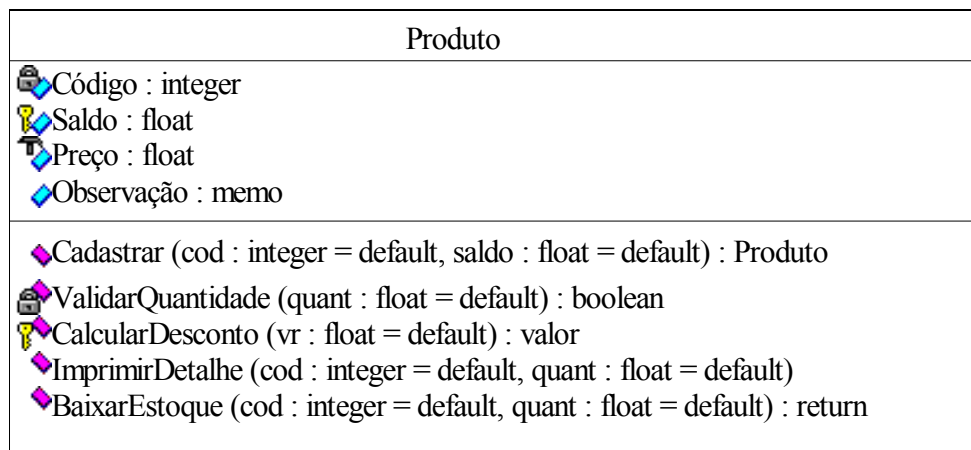 Produto
Código : integer
Saldo : float
Preço : float
Observação : memo
Cadastrar (cod : integer = default, saldo : float = default) : Produto
ValidarQuantidade (quant : float = default) : boolean
CalcularDesconto (vr : float = default) : valor
ImprimirDetalhe (cod : integer = default, quant : float = default)
BaixarEstoque (cod : integer = default, quant : float = default) : return